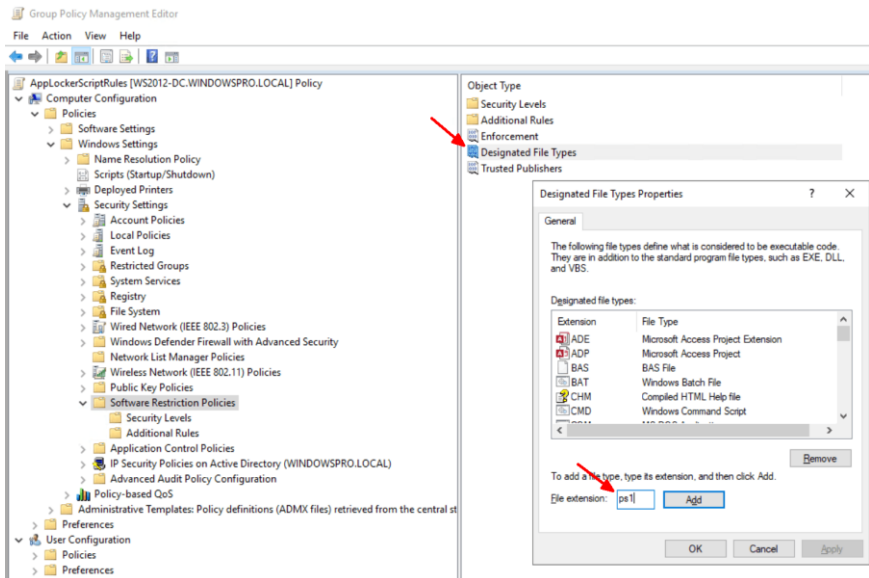 Group Policy Management Editor
File Action View Help
AppLockerScriptRules [WS2012-DC.WINDOWSPRO.LOCAL] Policy
Computer Configuration
Policies
Software Settings
Windows Settings
Name Resolution Policy
Scripts (Startup/Shutdown)
Deployed Printers
Security Settings
Account Policies
Local Policies
Event Log
Restricted Groups
System Services
Registry
File System
Wired Network (IEEE 802.3) Policies
Windows Defender Firewall with Advanced Security
Network List Manager Policies
Wireless Network (IEEE 802.11) Policies
Public Key Policies
Software Restriction Policies
Security Levels
Additional Rules
Application Control Policies
IP Security Policies on Active Directory (WINDOWSPRO.LOCAL)
Advanced Audit Policy Configuration
Policy-based QoS
Administrative Templates: Policy definitions (ADMX files) retrieved from the central st
Preferences
User Configuration
Policies
Preferences
Object Type
Security Levels
Additional Rules
Enforcement
Designated File Types
Trusted Publishers
Designated File Types Properties
General
The following file types define what is considered to be executable code.
They are in addition to the standard program file types, such as EXE, DLL,
and VBS.
Designated file types:
Extension File Type
ADE Microsoft Access Project Extension
ADP Microsoft Access Project
BAS BAS File
BAT Windows Batch File
CHM Compiled HTML Help file
CMD Windows Command Script
Remove
To add a file type, type its extension, and then click Add.
File extension: ps1 Add
OK Cancel Apply